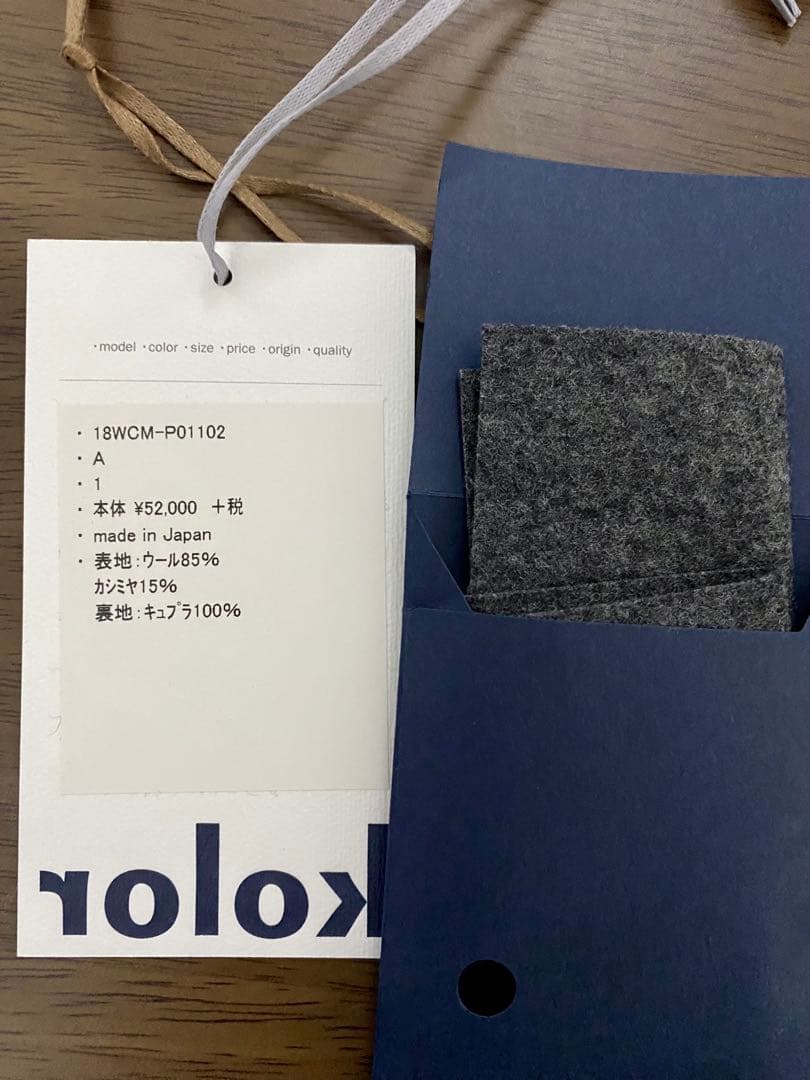 ·model ·color ·size ·price ·origin ·quality
· 18WCM-P01102
· A
· 1
· 本体 ¥52,000 +税
· made in Japan
· 表地:ウール85%
カシミヤ15%
裏地:キュプラ100%
kolor